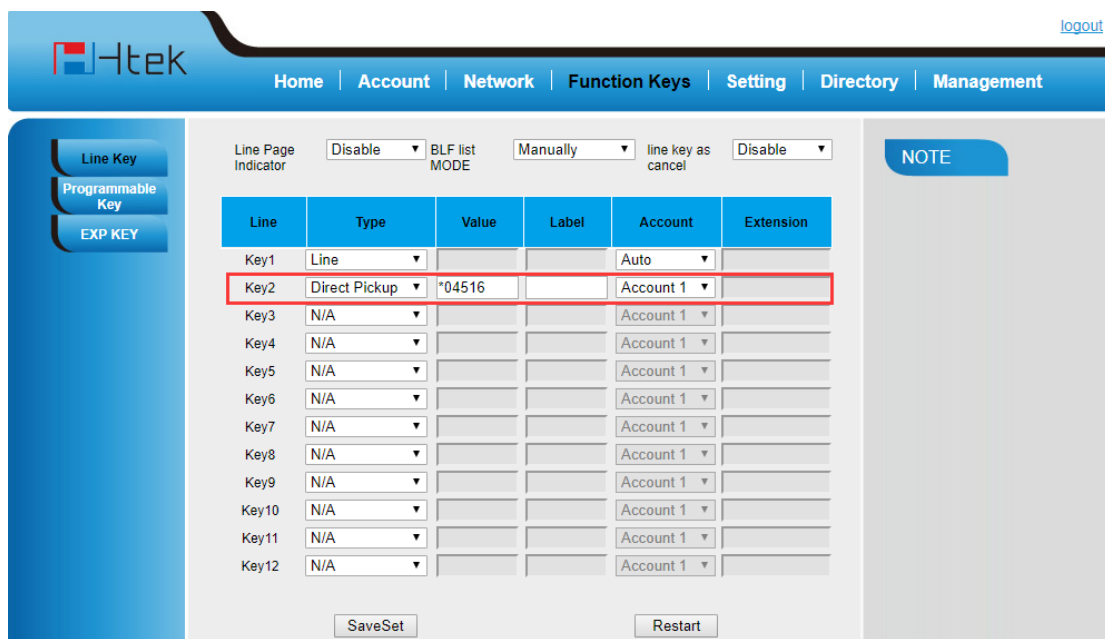 logout
Htek
Home Account Network Function Keys Setting Directory Management
Line Key
Programmable
Key
EXP KEY
Line Page
Indicator
Disable
BLF list
MODE
Manually
line key as
cancel
Disable
NOTE
Line Type Value Label Account Extension
Key1 Line Auto
Key2 Direct Pickup *04516 Account 1
Key3 N/A Account 1
Key4 N/A Account 1
Key5 N/A Account 1
Key6 N/A Account 1
Key7 N/A Account 1
Key8 N/A Account 1
Key9 N/A Account 1
Key10 N/A Account 1
Key11 N/A Account 1
Key12 N/A Account 1
SaveSet Restart